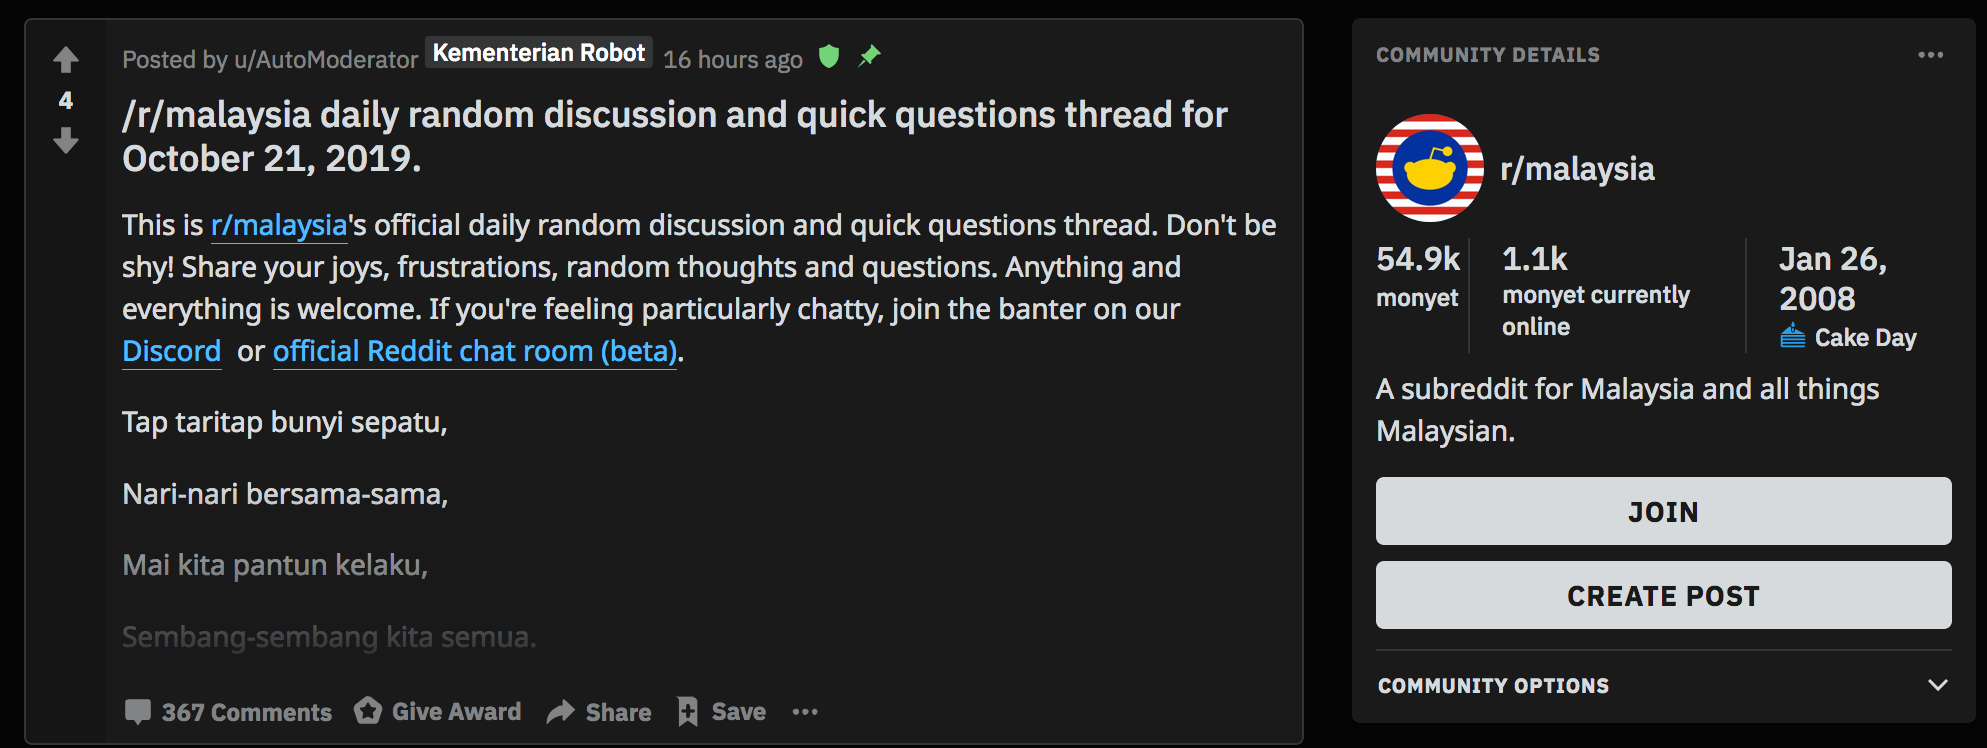 Posted by u/AutoModerator Kementerian Robot 16 hours ago
4
/r/malaysia daily random discussion and quick questions thread for
October 21, 2019.
This is r/malaysia's official daily random discussion and quick questions thread. Don't be
shy! Share your joys, frustrations, random thoughts and questions. Anything and
everything is welcome. If you're feeling particularly chatty, join the banter on our
Discord or official Reddit chat room (beta).
Tap taritap bunyi sepatu,
Nari-nari bersama-sama,
Mai kita pantun kelaku,
Sembang-sembang kita semua.
367 Comments Give Award Share Save
COMMUNITY DETAILS
r/malaysia
54.9k
monyet
1.1k
monyet currently
online
Jan 26,
2008
Cake Day
A subreddit for Malaysia and all things
Malaysian.
JOIN
CREATE POST
COMMUNITY OPTIONS